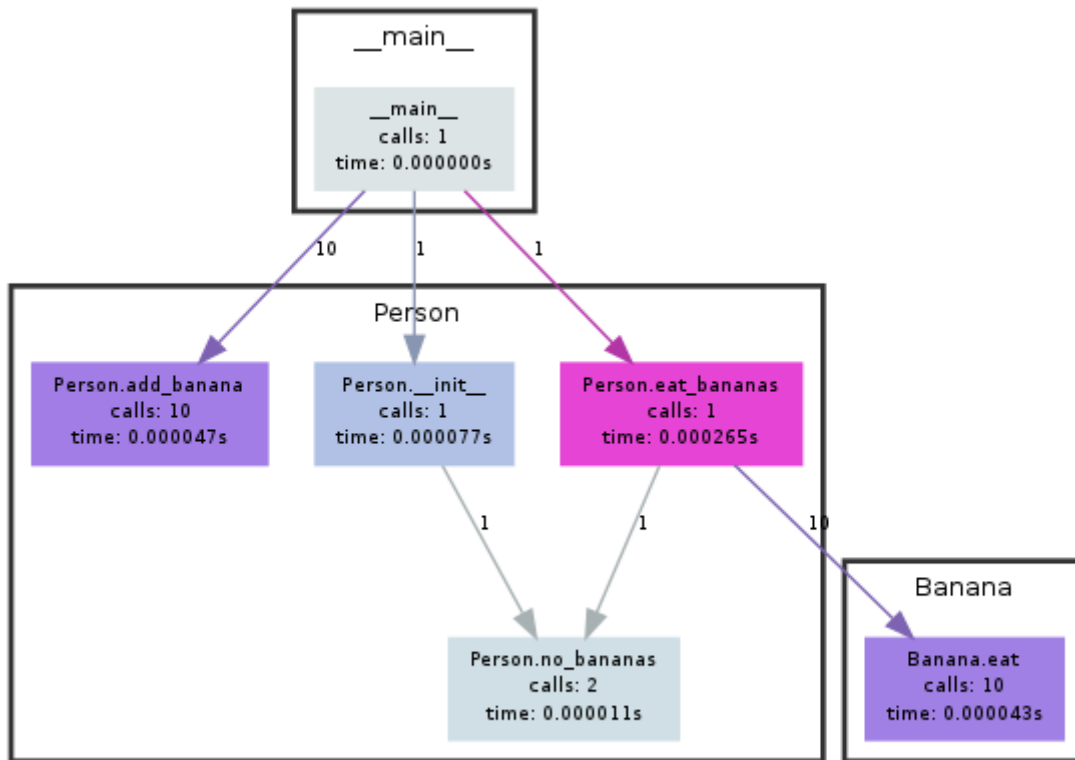 __main__
__main__
calls: 1
time: 0.000000s
10
1
1
Person
Person.add_banana
calls: 10
time: 0.000047s
Person.__init__
calls: 1
time: 0.000077s
Person.eat_bananas
calls: 1
time: 0.000265s
1
1
10
Banana
Person.no_bananas
calls: 2
time: 0.000011s
Banana.eat
calls: 10
time: 0.000043s